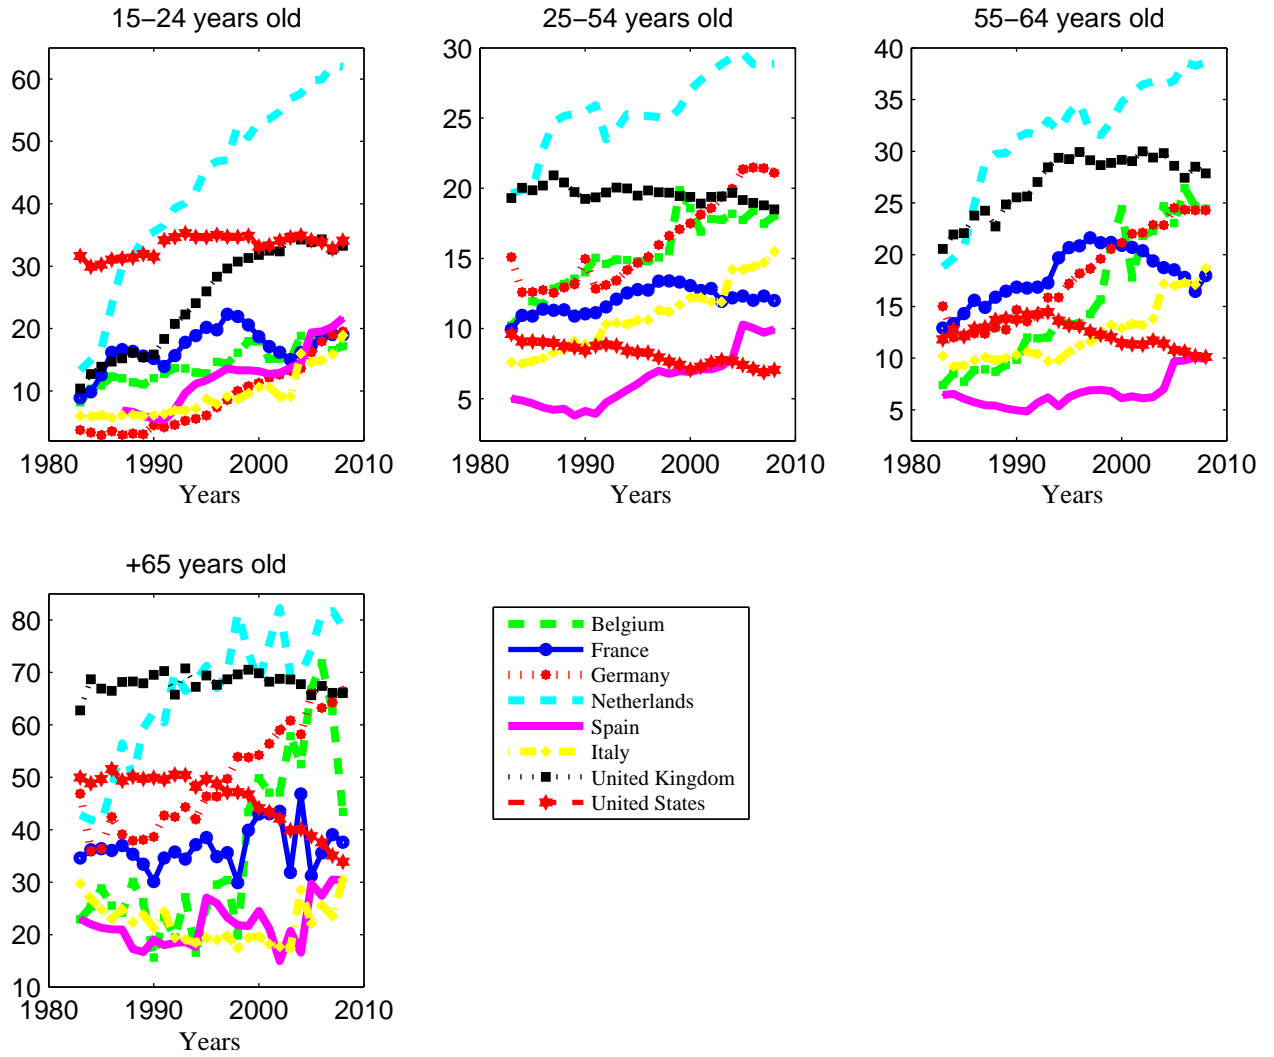 15−24 years old
25−54 years old
55−64 years old
60
50
40
30
20
10
1980 1990 2000 2010
Years
30
25
20
15
10
5
1980 1990 2000 2010
Years
40
35
30
25
20
15
10
5
1980 1990 2000 2010
Years
+65 years old
80
70
60
50
40
30
20
10
1980 1990 2000 2010
Years
Belgium
France
Germany
Netherlands
Spain
Italy
United Kingdom
United States